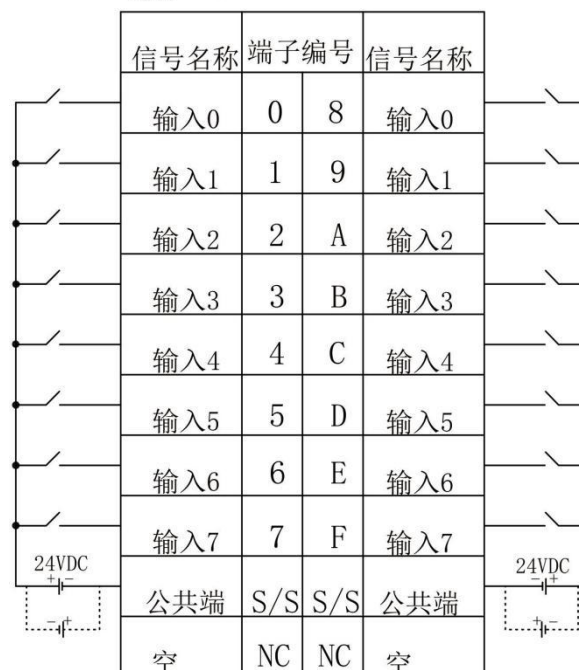 信号名称 端子编号 信号名称
输入0 0 8 输入0
输入1 1 9 输入1
输入2 2 A 输入2
输入3 3 B 输入3
输入4 4 C 输入4
输入5 5 D 输入5
输入6 6 E 输入6
输入7 7 F 输入7
24VDC 24VDC
+ - - +
公共端 S/S S/S 公共端
- + + -
空 NC NC 空